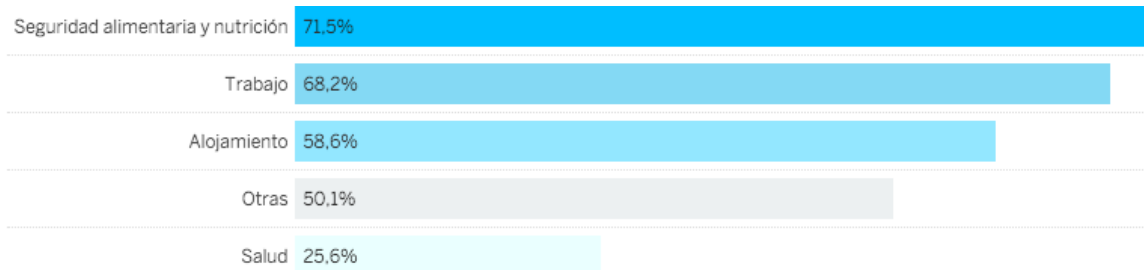 Seguridad alimentaria y nutrición 71,5%
Trabajo 68,2%
Alojamiento 58,6%
Otras 50,1%
Salud 25,6%